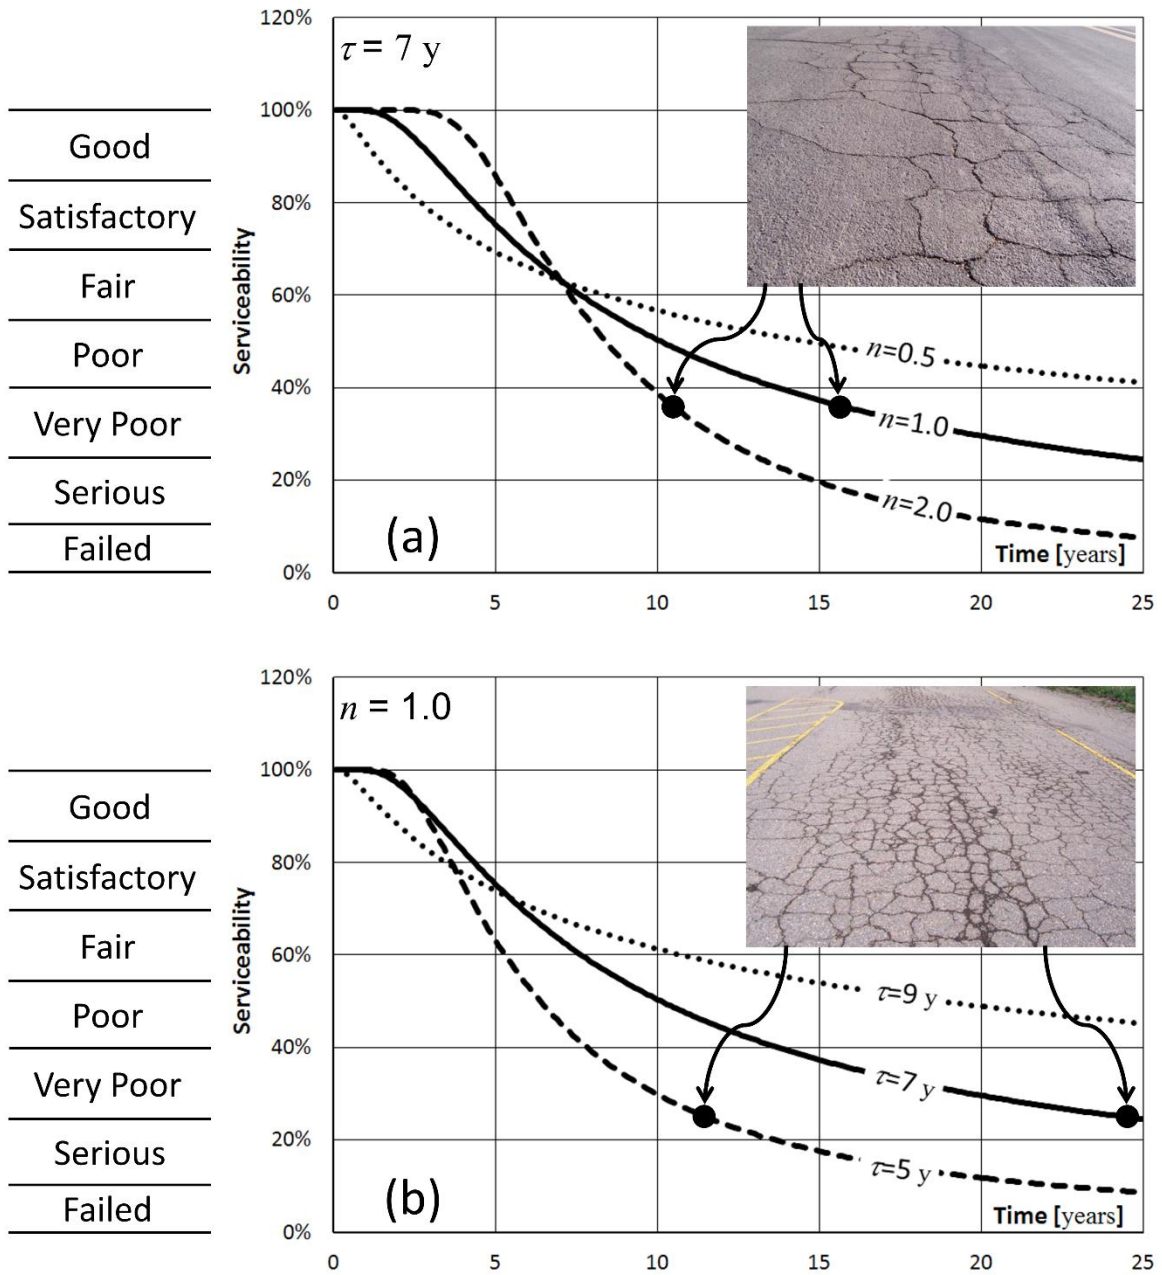 120%
τ = 7 y
100%
Good
80%
Satisfactory
Fair
60%
Poor
40%
Very Poor
20%
Serious
Failed
0%
Serviceability
n=0.5
n=1.0
n=2.0
(a)
Time [years]
0 5 10 15 20 25
120%
n = 1.0
100%
Good
80%
Satisfactory
Fair
60%
Poor
40%
Very Poor
20%
Serious
Failed
0%
Serviceability
τ=9 y
τ=7 y
τ=5 y
(b)
Time [years]
0 5 10 15 20 25